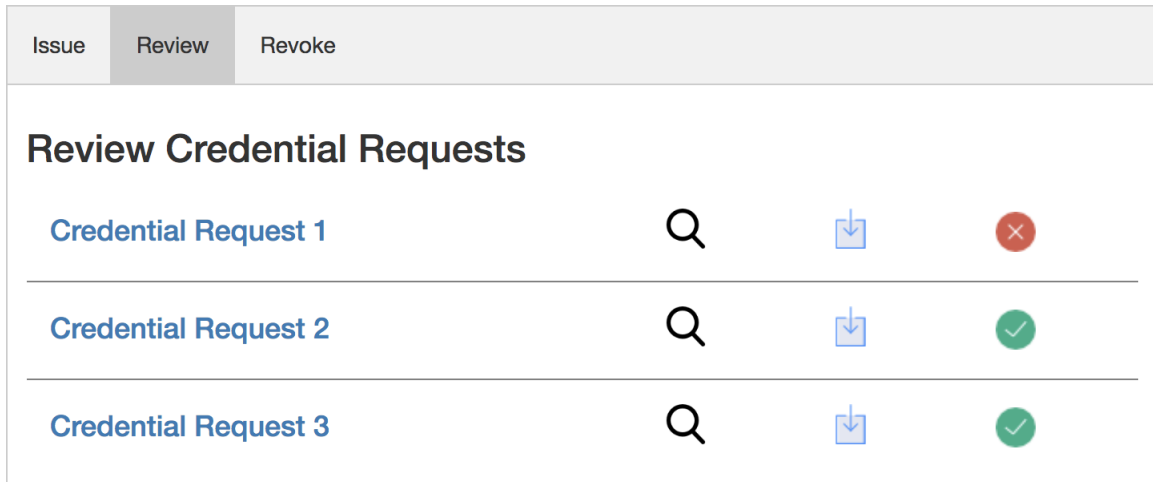 Issue Review Revoke
Review Credential Requests
Credential Request 1
Credential Request 2
Credential Request 3